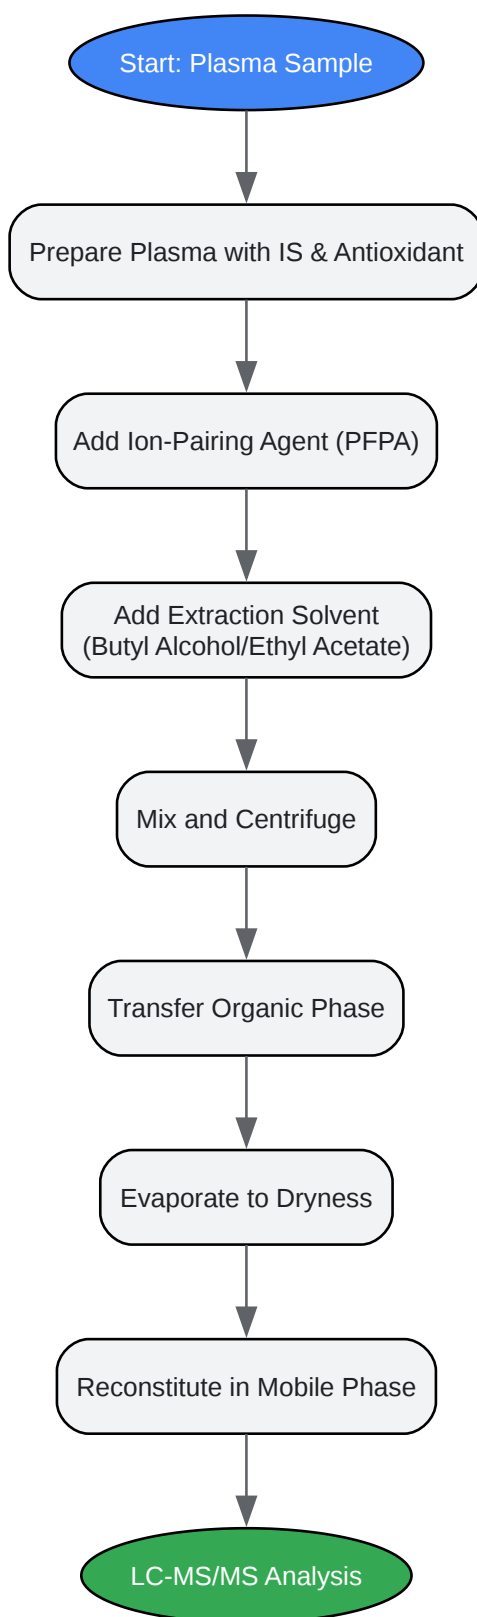 Start: Plasma Sample
Prepare Plasma with IS & Antioxidant
Add Ion-Pairing Agent (PFPA)
Add Extraction Solvent
(Butyl Alcohol/Ethyl Acetate)
Mix and Centrifuge
Transfer Organic Phase
Evaporate to Dryness
Reconstitute in Mobile Phase
LC-MS/MS Analysis